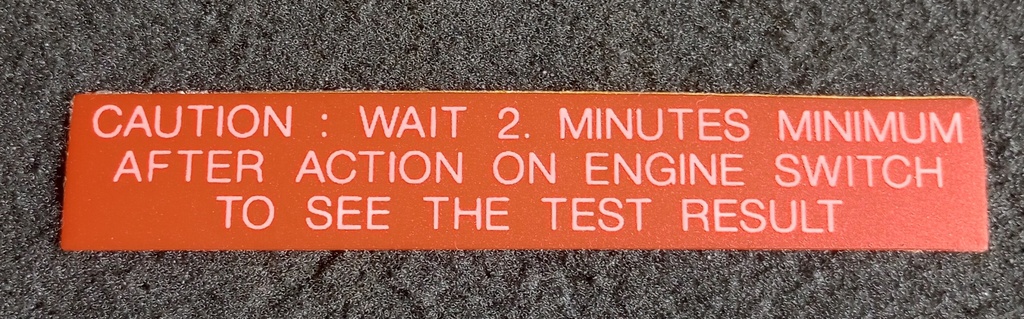 CAUTION : WAIT 2. MINUTES MINIMUM
AFTER ACTION ON ENGINE SWITCH
TO SEE THE TEST RESULT